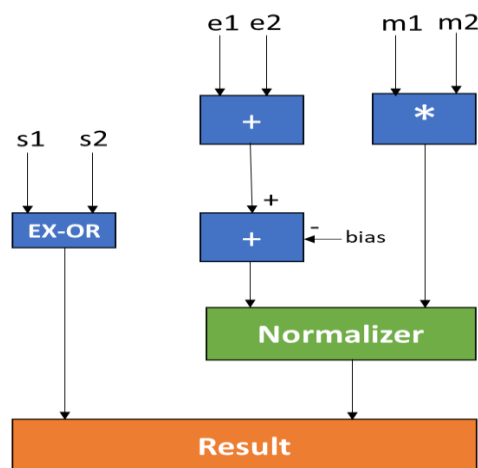 e1 e2 m1 m2
+ *
s1 s2
+
EX-OR + - bias
Normalizer
Result